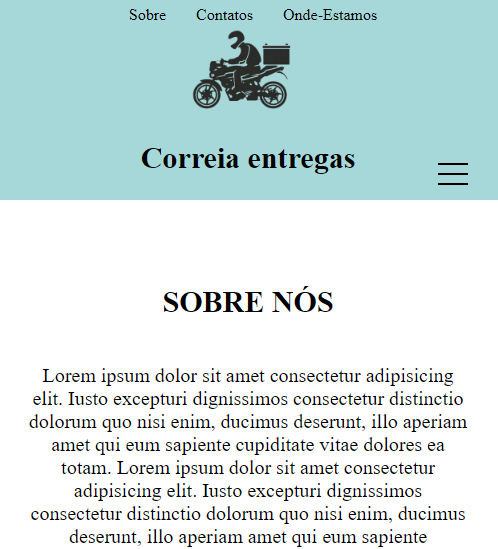 Sobre Contatos Onde-Estamos
Correia entregas
SOBRE NÓS
Lorem ipsum dolor sit amet consectetur adipisicing
elit. Iusto excepturi dignissimos consectetur distinctio
dolorum quo nisi enim, ducimus deserunt, illo aperiam
amet qui eum sapiente cupiditate vitae dolores ea
totam. Lorem ipsum dolor sit amet consectetur
adipisicing elit. Iusto excepturi dignissimos
consectetur distinctio dolorum quo nisi enim, ducimus
deserunt, illo aperiam amet qui eum sapiente